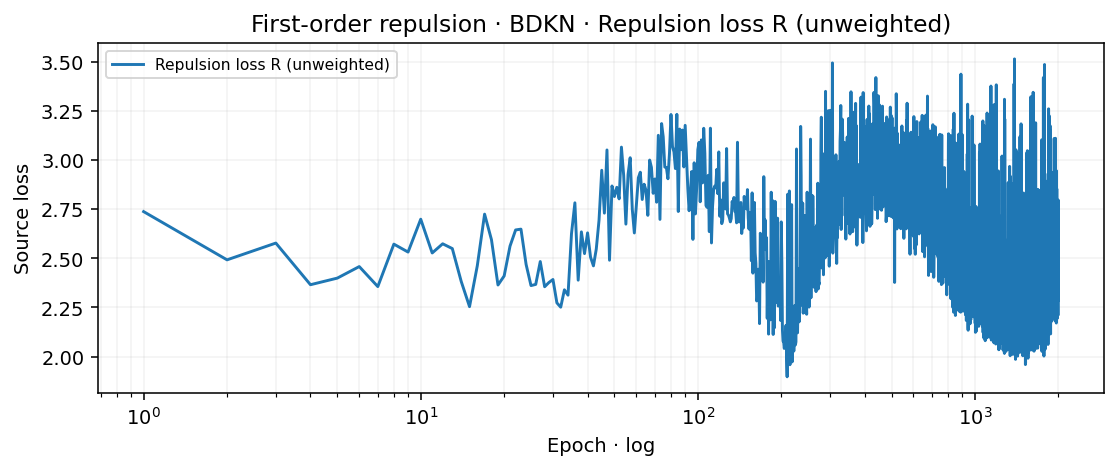 First-order repulsion · BDKN · Repulsion loss R (unweighted)
Repulsion loss R (unweighted)
Source loss
3.50
3.25
3.00
2.75
2.50
2.25
2.00
10⁰ 10¹ 10² 10³
Epoch · log